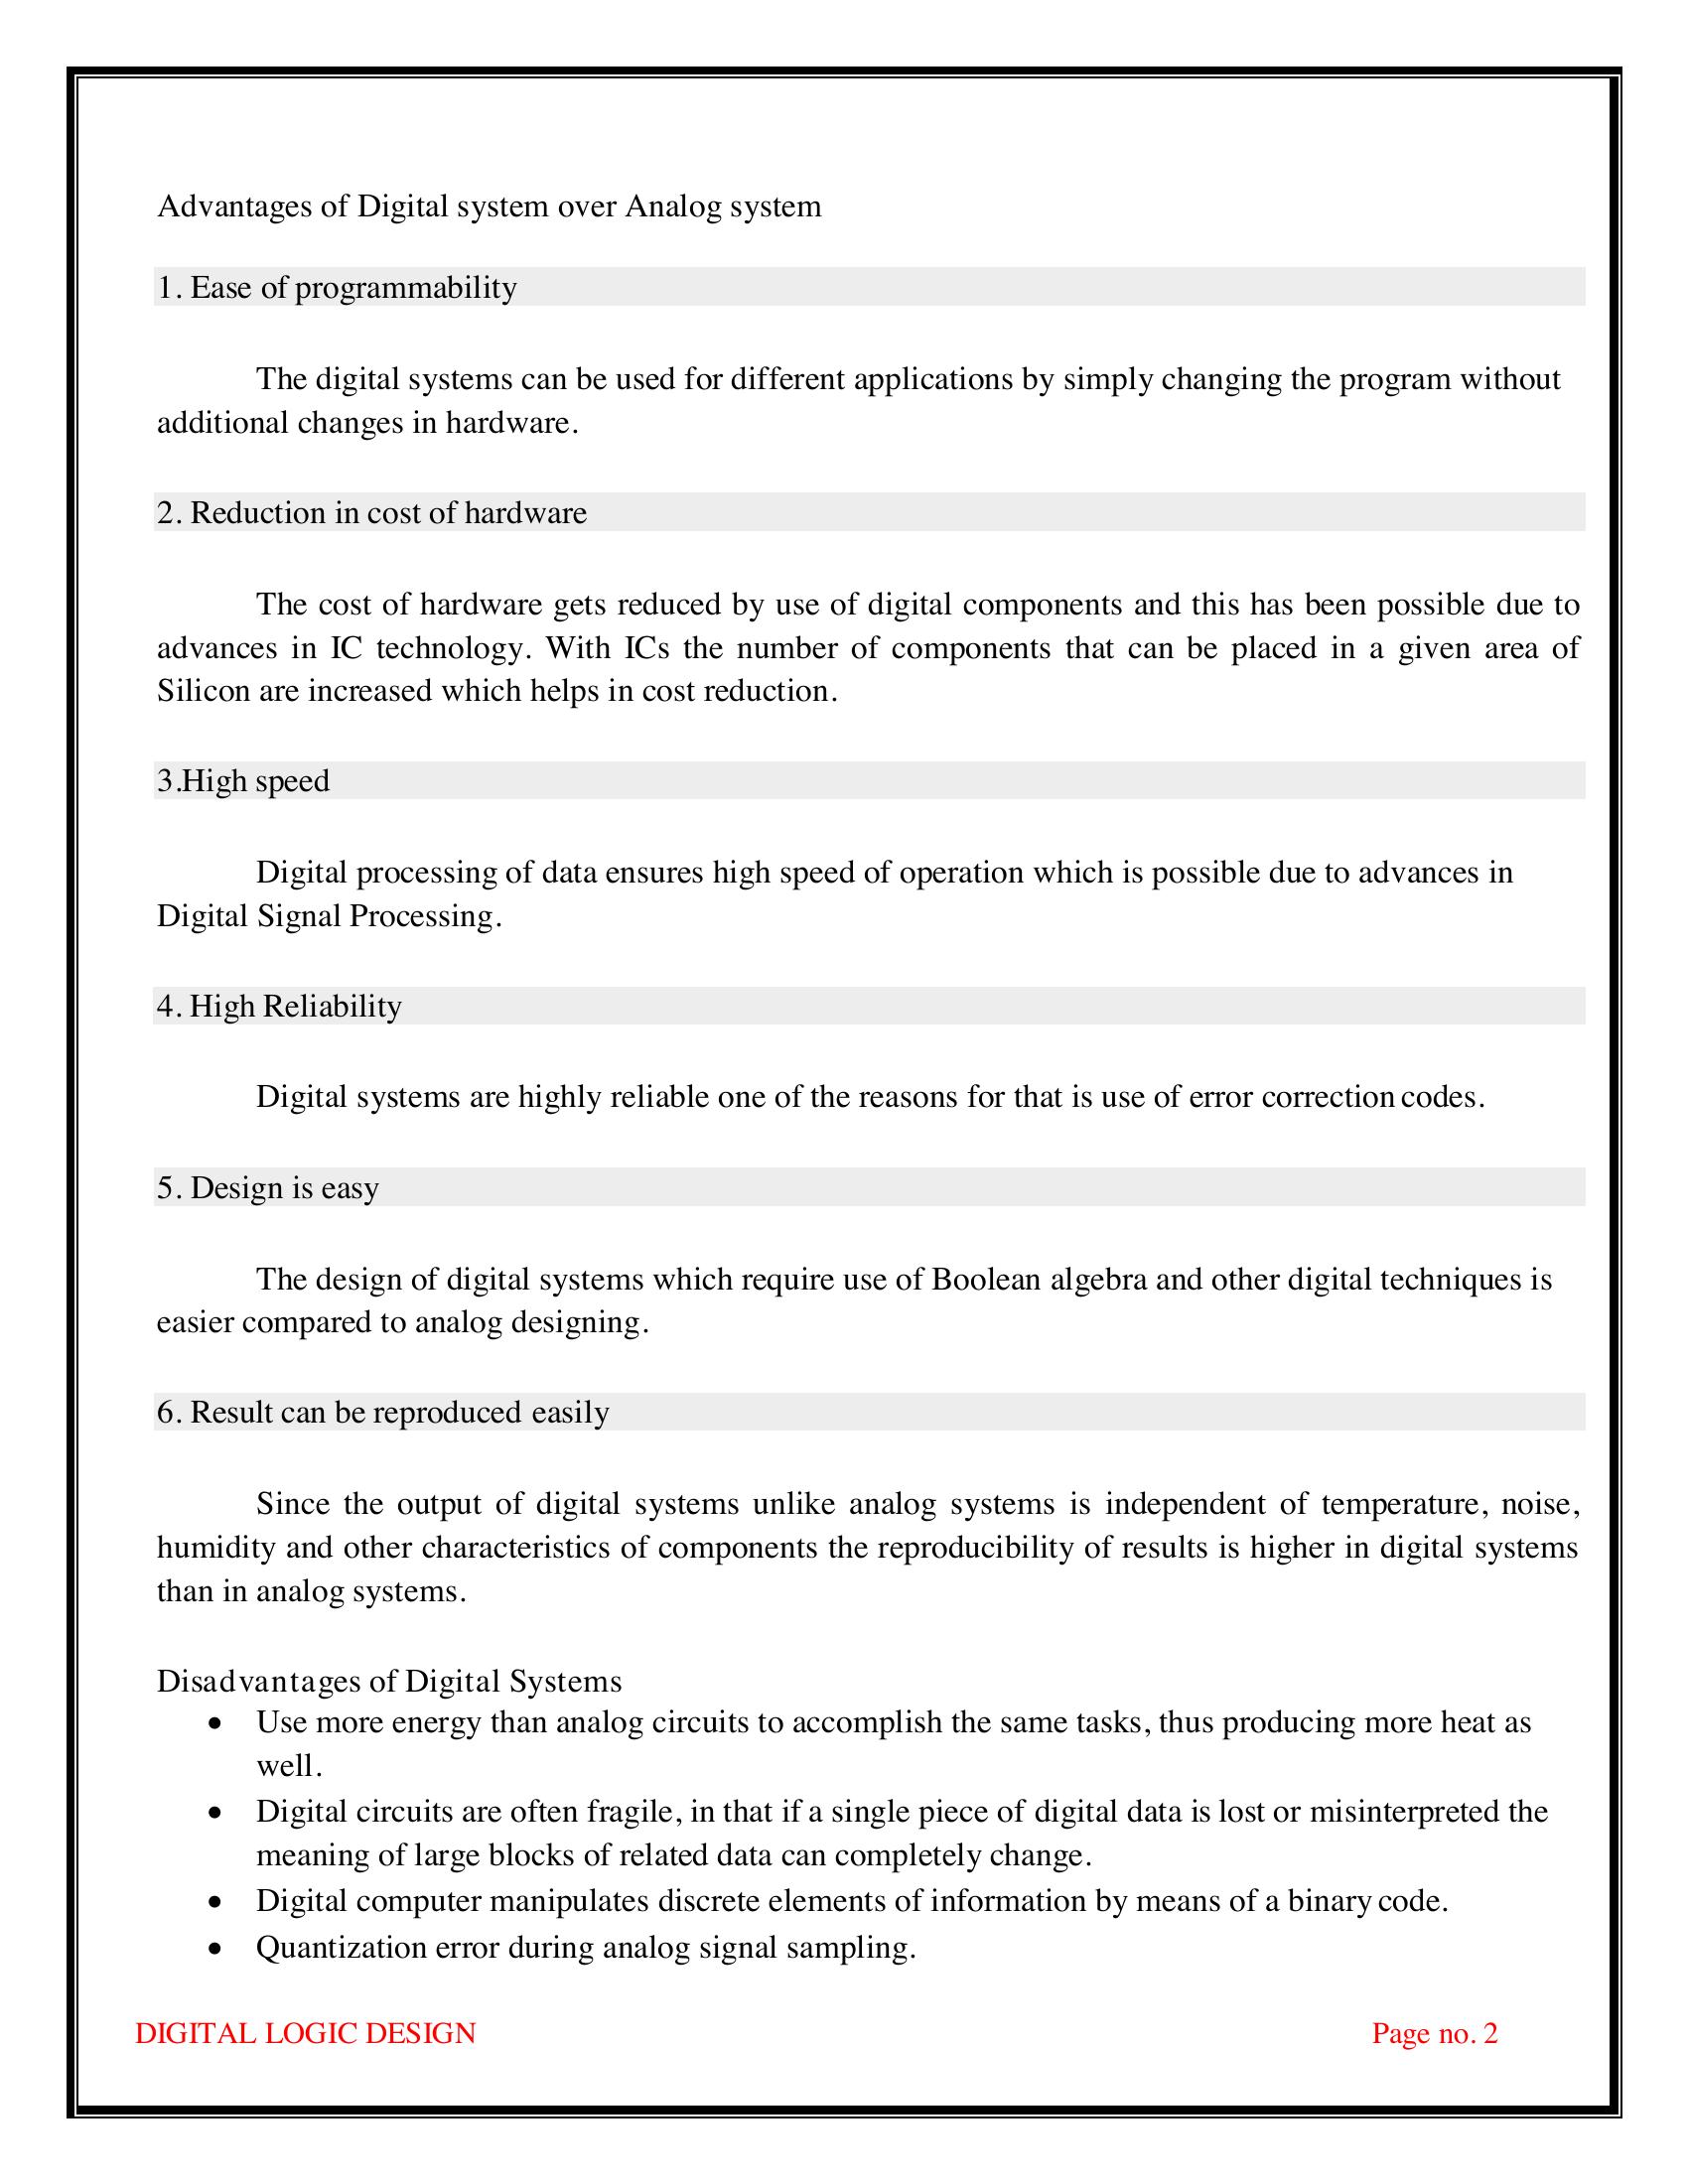 Advantages of Digital system over Analog system
1. Ease of programmability
The digital systems can be used for different applications by simply changing the program without
additional changes in hardware.
2. Reduction in cost of hardware
The cost of hardware gets reduced by use of digital components and this has been possible due to
advances in IC technology. With ICs the number of components that can be placed in a given area of
Silicon are increased which helps in cost reduction.
3.High speed
Digital processing of data ensures high speed of operation which is possible due to advances in
Digital Signal Processing.
4. High Reliability
Digital systems are highly reliable one of the reasons for that is use of error correction codes.
5. Design is easy
The design of digital systems which require use of Boolean algebra and other digital techniques is
easier compared to analog designing.
6. Result can be reproduced easily
Since the output of digital systems unlike analog systems is independent of temperature, noise,
humidity and other characteristics of components the reproducibility of results is higher in digital systems
than in analog systems.
Disadvantages of Digital Systems
• Use more energy than analog circuits to accomplish the same tasks, thus producing more heat as
well.
• Digital circuits are often fragile, in that if a single piece of digital data is lost or misinterpreted the
meaning of large blocks of related data can completely change.
• Digital computer manipulates discrete elements of information by means of a binary code.
• Quantization error during analog signal sampling.
DIGITAL LOGIC DESIGN Page no. 2